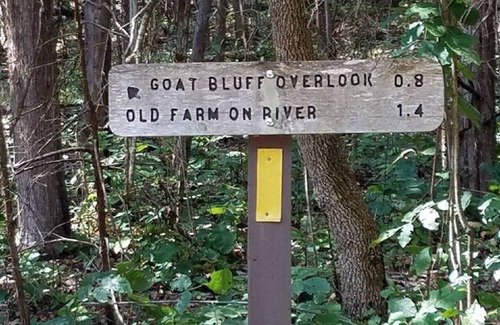 GOAT BLUFF OVERLOOK 0.8
OLD FARM ON RIVER 1.4